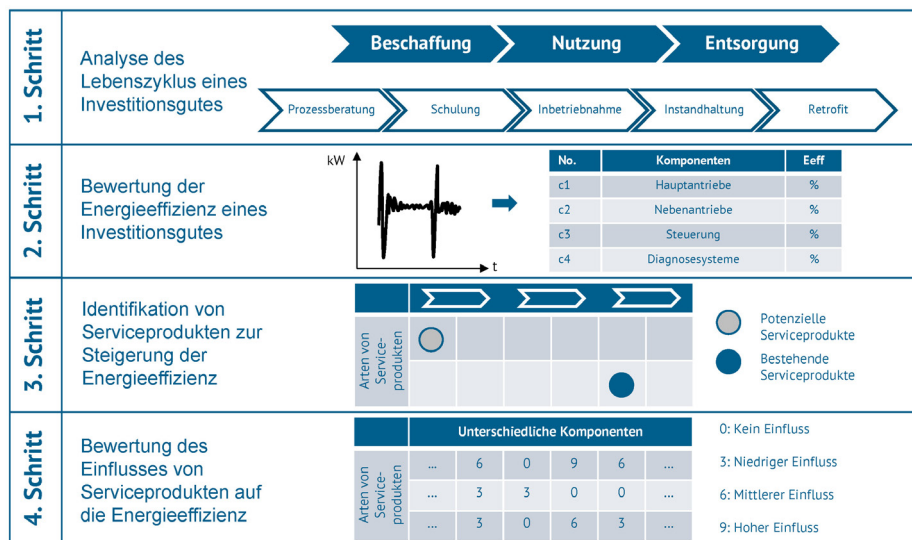 1. Schritt
Analyse des
Lebenszyklus eines
Investitionsgutes
Beschaffung Nutzung Entsorgung
Prozessberatung Schulung Inbetriebnahme Instandhaltung Retrofit
2. Schritt
Bewertung der
Energieeffizienz eines
Investitionsgutes
kW
t
No. Komponenten Eeff
c1 Hauptantriebe %
c2 Nebenantriebe %
c3 Steuerung %
c4 Diagnosesysteme %
3. Schritt
Identifikation von
Serviceprodukten zur
Steigerung der
Energieeffizienz
Arten von
Service-
produkten
Potenzielle
Serviceprodukte
Bestehende
Serviceprodukte
4. Schritt
Bewertung des
Einflusses von
Serviceprodukten auf
die Energieeffizienz
Arten von
Service-
produkten
Unterschiedliche Komponenten
... 6 0 9 6 ...
... 3 3 0 0 ...
... 3 0 6 3 ...
0: Kein Einfluss
3: Niedriger Einfluss
6: Mittlerer Einfluss
9: Hoher Einfluss